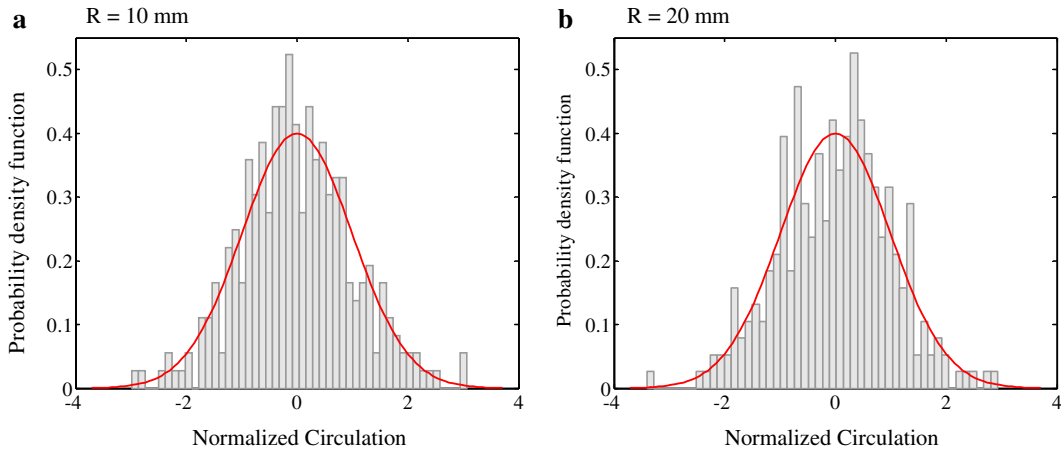 a R = 10 mm
Probability density function
0.5
0.4
0.3
0.2
0.1
0
-4 -2 0 2 4
Normalized Circulation
b R = 20 mm
Probability density function
0.5
0.4
0.3
0.2
0.1
0
-4 -2 0 2 4
Normalized Circulation